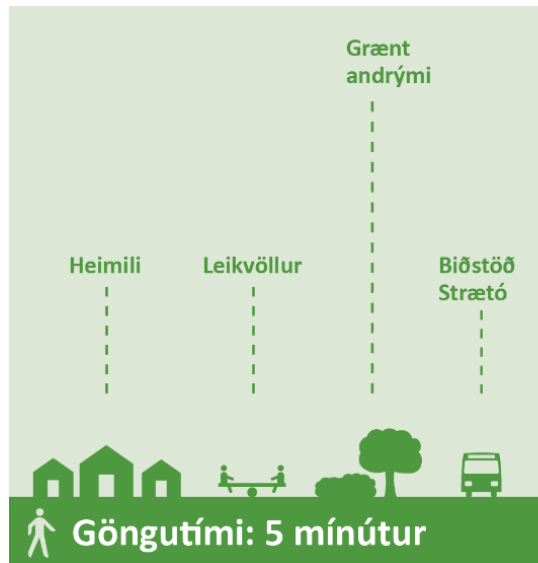 Grænt
andrými
Heimili
Leikvöllur
Biðstöð
Strætó
Göngutími: 5 mínútur